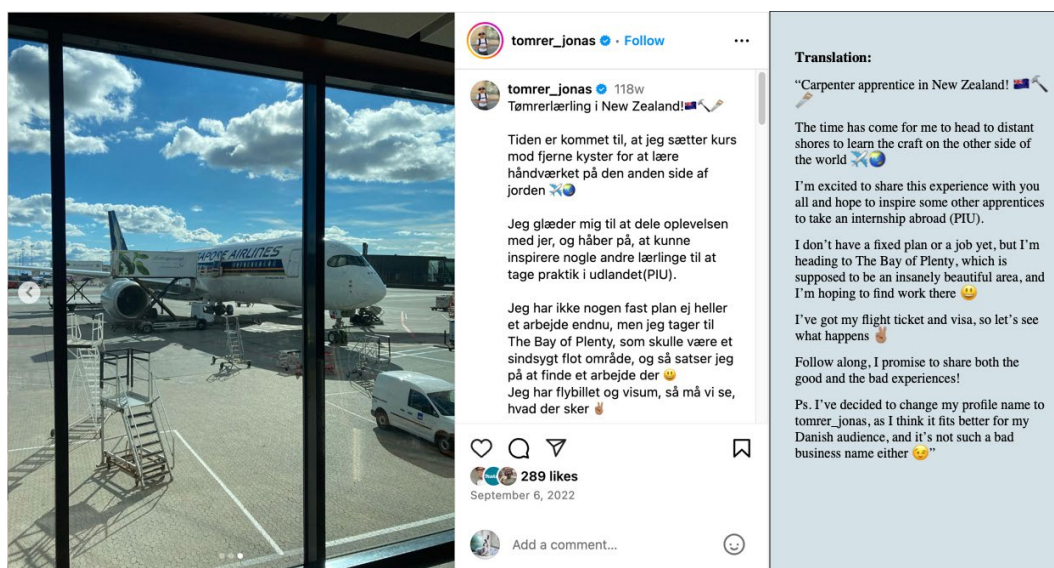 APORE AIRLINES
tomrer_jonas • Follow
tomrer_jonas 118w
Tømrerlærling i New Zealand!🇳🇿🔨🪚
Tiden er kommet til, at jeg sætter kurs
mod fjerne kyster for at lære
håndværket på den anden side af
jorden ✈️🌏
Jeg glæder mig til at dele oplevelsen
med jer, og håber på, at kunne
inspirere nogle andre lærlinge til at
tage praktik i udlandet(PIU).
Jeg har ikke nogen fast plan ej heller
et arbejde endnu, men jeg tager til
The Bay of Plenty, som skulle være et
sindsygt flot område, og så satser jeg
på at finde et arbejde der 😃
Jeg har flybillet og visum, så må vi se,
hvad der sker ✌🏽
289 likes
September 6, 2022
Add a comment...
Translation:
“Carpenter apprentice in New Zealand! 🇳🇿🔨
🪚
The time has come for me to head to distant
shores to learn the craft on the other side of
the world ✈️🌏
I’m excited to share this experience with you
all and hope to inspire some other apprentices
to take an internship abroad (PIU).
I don’t have a fixed plan or a job yet, but I’m
heading to The Bay of Plenty, which is
supposed to be an insanely beautiful area, and
I’m hoping to find work there 😃
I’ve got my flight ticket and visa, so let’s see
what happens ✌🏽
Follow along, I promise to share both the
good and the bad experiences!
Ps. I’ve decided to change my profile name to
tomrer_jonas, as I think it fits better for my
Danish audience, and it’s not such a bad
business name either 😉”